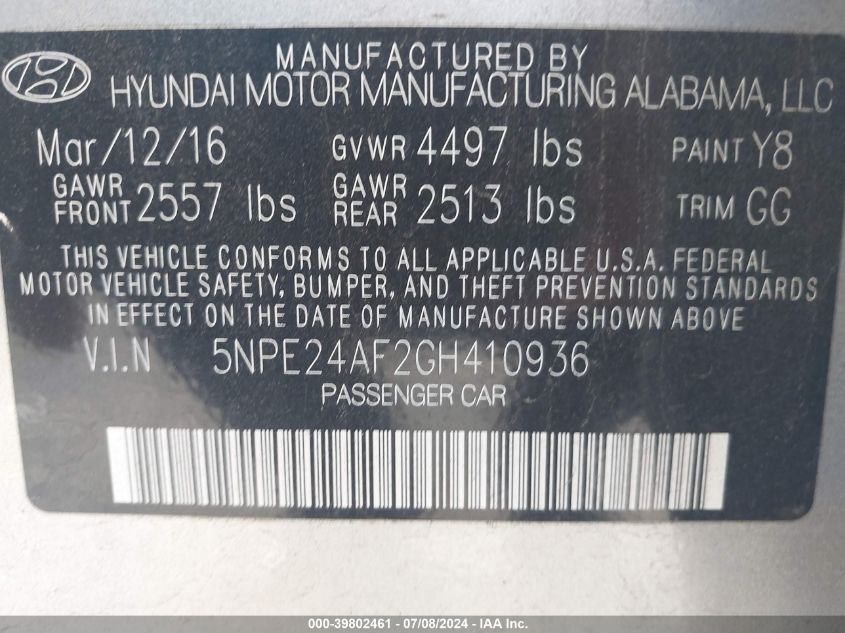 MANUFACTURED BY
HYUNDAI MOTOR MANUFACTURING ALABAMA, LLC
Mar/12/16 GVWR 4497 lbs PAINT Y8
GAWR FRONT 2557 lbs GAWR REAR 2513 lbs TRIM GG
THIS VEHICLE CONFORMS TO ALL APPLICABLE U.S.A. FEDERAL
MOTOR VEHICLE SAFETY, BUMPER, AND THEFT PREVENTION STANDARDS
IN EFFECT ON THE DATE OF MANUFACTURE SHOWN ABOVE
V.I.N 5NPE24AF2GH410936
PASSENGER CAR
000-39802461 - 07/08/2024 - IAA Inc.